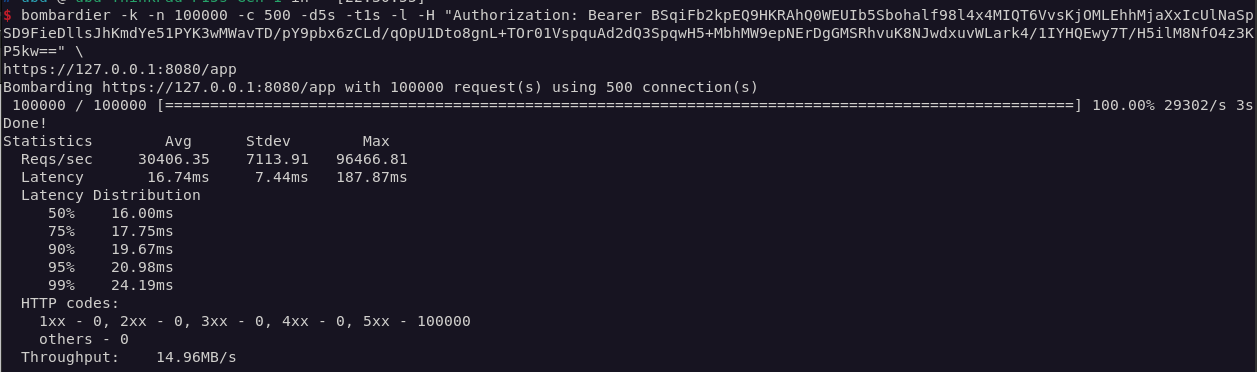 $ bombardier -k -n 100000 -c 500 -d5s -t1s -l -H "Authorization: Bearer BSqiFb2kpEQ9HKRAhQ0WEUIb5Sbohalf98l4x4MIQT6VvsKjOMLEhhMjaXxIcUlNaSp
SD9FieDllsJhKmdYe51PYK3wMWavTD/pY9pbx6zCLd/qOpU1Dto8gnL+TOr01VspquAd2dQ3SpqwH5+MbhMW9epNErDgGMSRhvuK8NJwdxuvWLark4/1IYHQEwy7T/H5ilM8NfO4z3K
P5kw==" \
https://127.0.0.1:8080/app
Bombarding https://127.0.0.1:8080/app with 100000 request(s) using 500 connection(s)
100000 / 100000 [=====================================================================================================] 100.00% 29302/s 3s
Done!
Statistics        Avg      Stdev        Max
Reqs/sec     30406.35    7113.91   96466.81
Latency       16.74ms     7.44ms   187.87ms
Latency Distribution
50%    16.00ms
75%    17.75ms
90%    19.67ms
95%    20.98ms
99%    24.19ms
HTTP codes:
1xx - 0, 2xx - 0, 3xx - 0, 4xx - 0, 5xx - 100000
others - 0
Throughput:    14.96MB/s